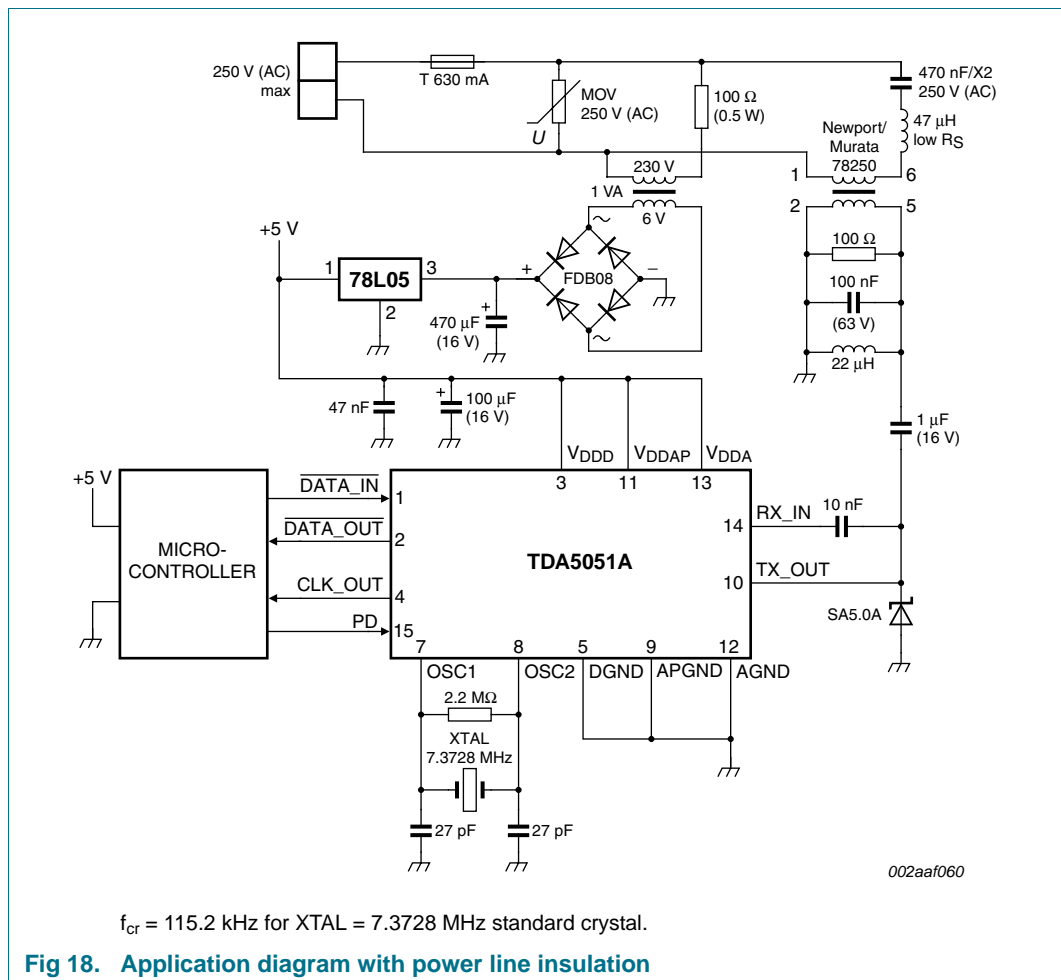 250 V (AC)
max
T 630 mA
MOV
250 V (AC)
U
100 Ω
(0.5 W)
470 nF/X2
250 V (AC)
47 μH
low RS
Newport/
Murata
78250
1
6
2
5
230 V
1 VA
6 V
+5 V
1
78L05
3
2
+
FDB08
−
~
~
+
470 μF
(16 V)
100 Ω
100 nF
(63 V)
22 μH
47 nF
+
100 μF
(16 V)
1 μF
(16 V)
VDDD
VDDAP
VDDA
3
11
13
+5 V
MICRO-
CONTROLLER
DATA_IN
1
DATA_OUT
2
CLK_OUT
4
PD
15
TDA5051A
14
RX_IN
10 nF
10
TX_OUT
SA5.0A
7
8
5
9
12
OSC1
OSC2
DGND
APGND
AGND
2.2 MΩ
XTAL
7.3728 MHz
27 pF
27 pF
002aaf060
fcr = 115.2 kHz for XTAL = 7.3728 MHz standard crystal.
Fig 18. Application diagram with power line insulation